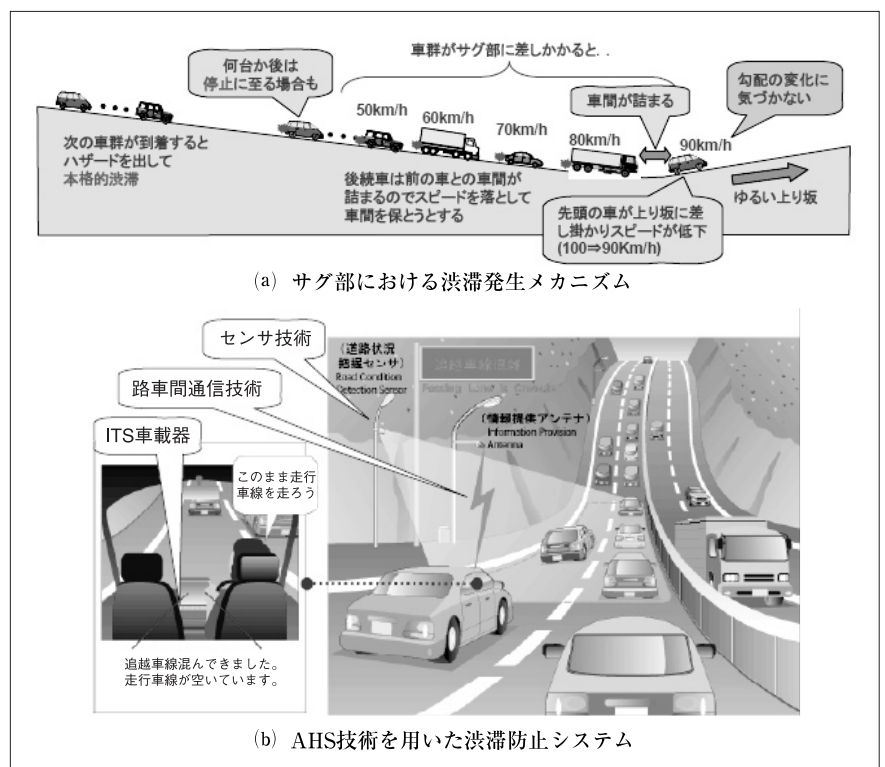 車群がサグ部に差しかかると. .
何台か後は
停止に至る場合も
勾配の変化に
気づかない
車間が詰まる
50km/h
60km/h
70km/h
80km/h
90km/h
次の車群が到着すると
ハザードを出して
本格的渋滞
後続車は前の車との車間が
詰まるのでスピードを落として
車間を保とうとする
先頭の車が上り坂に差
し掛かりスピードが低下
(100⇒90Km/h)
ゆるい上り坂
(a) サグ部における渋滞発生メカニズム
センサ技術
路車間通信技術
ITS車載器
(道路状況
把握センサ)
Road Condition
Detection Sensor
(情報提供アンテナ)
Information Provision
Antenna
このまま走行
車線を走ろう
追越車線混んできました。
走行車線が空いています。
(b) AHS技術を用いた渋滞防止システム